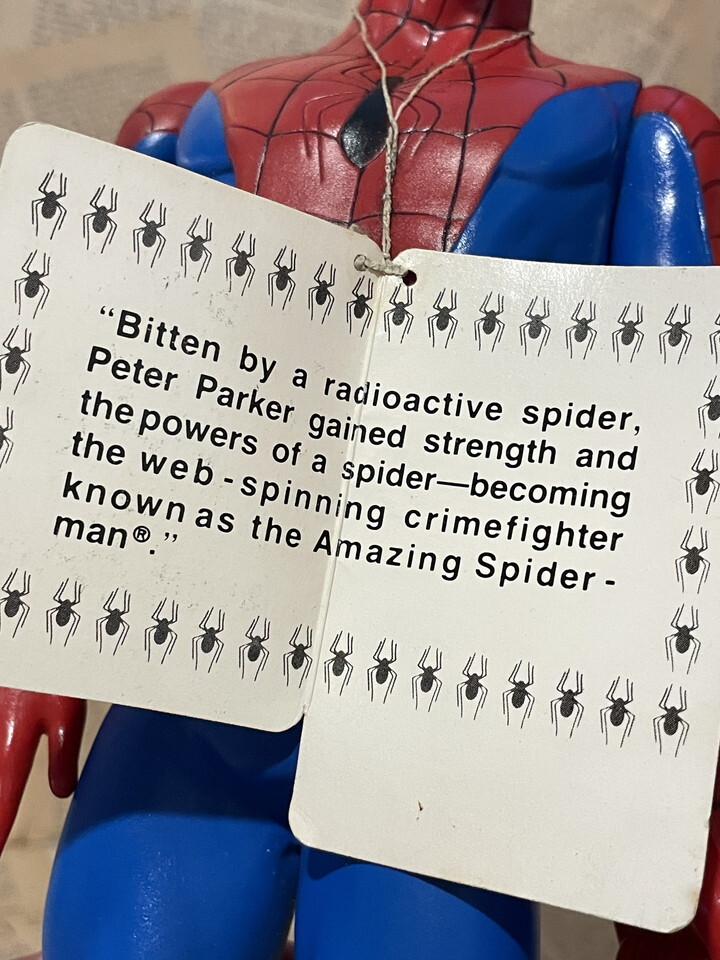 “Bitten by a radioactive spider,
Peter Parker gained strength and
the powers of a spider—becoming
the web-spinning crimefighter
known as the Amazing Spider-
man®.”